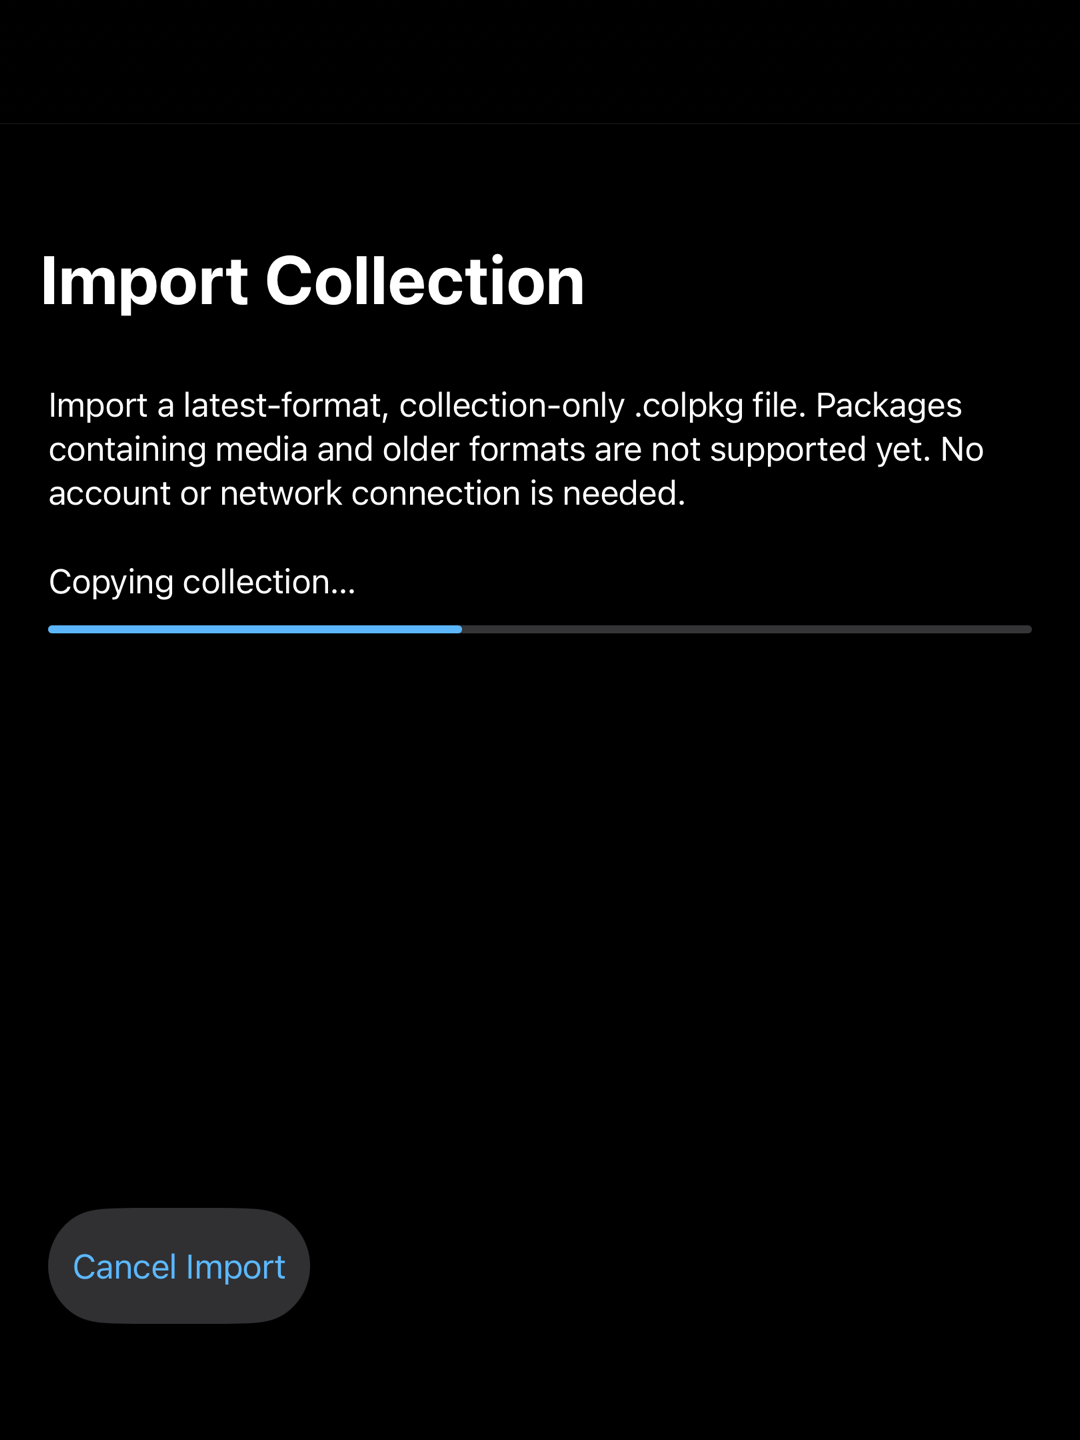 Import Collection
Import a latest-format, collection-only .colpkg file. Packages
containing media and older formats are not supported yet. No
account or network connection is needed.
Copying collection...
Cancel Import